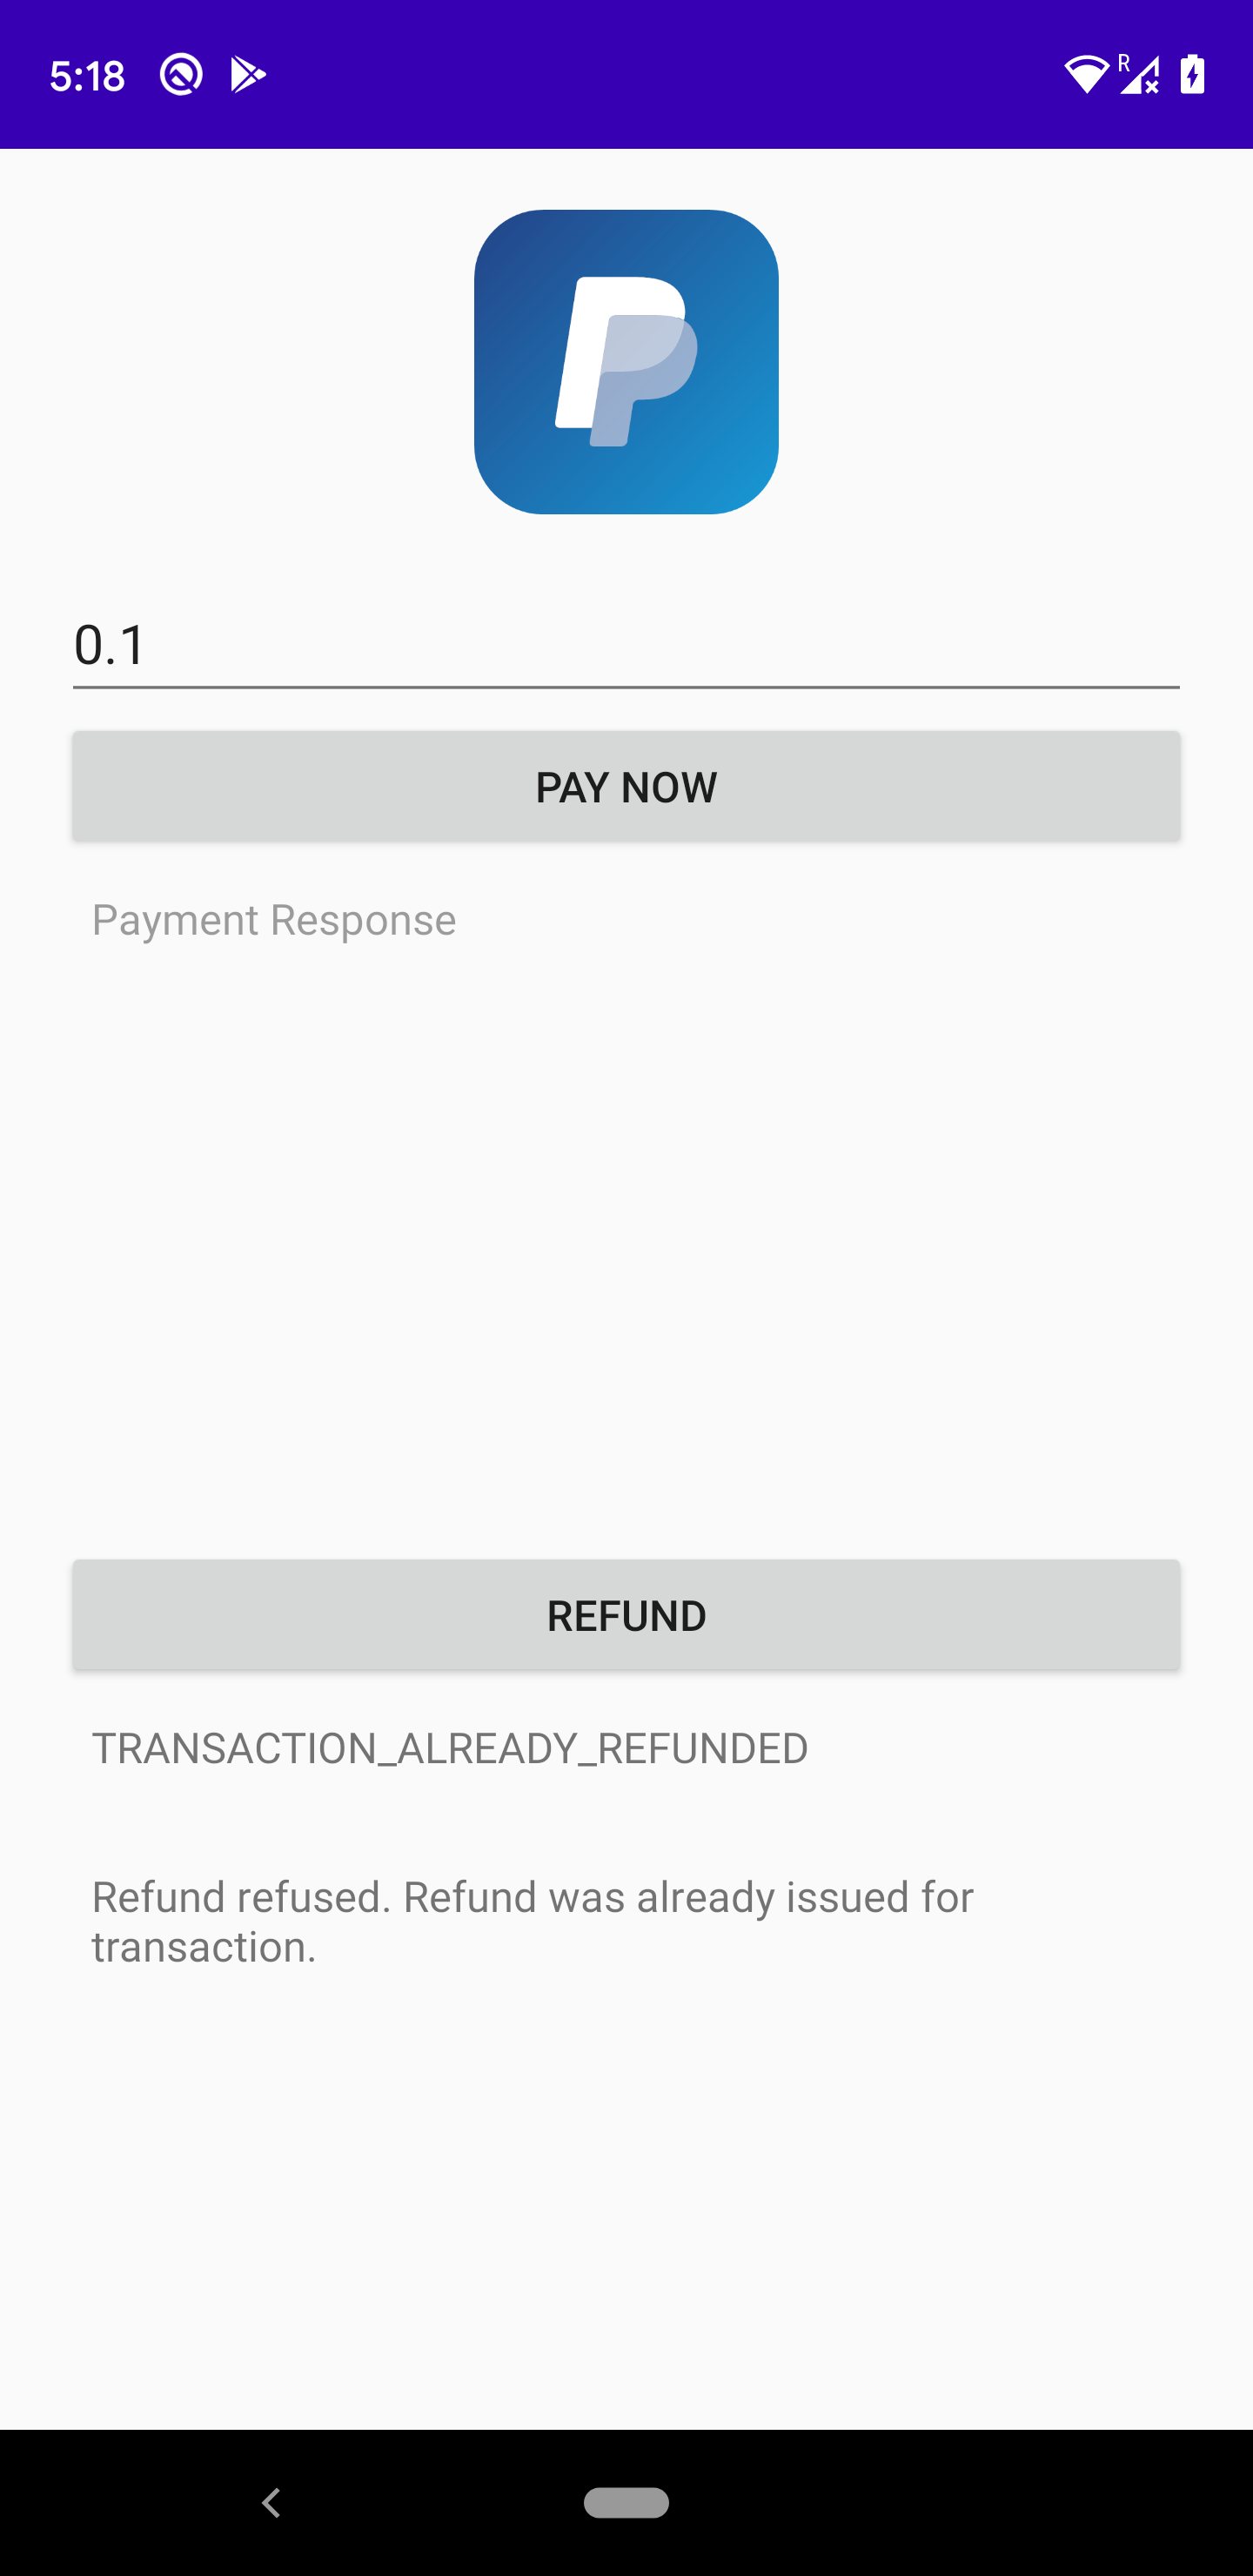 5:18
R
0.1
PAY NOW
Payment Response
REFUND
TRANSACTION_ALREADY_REFUNDED
Refund refused. Refund was already issued for
transaction.